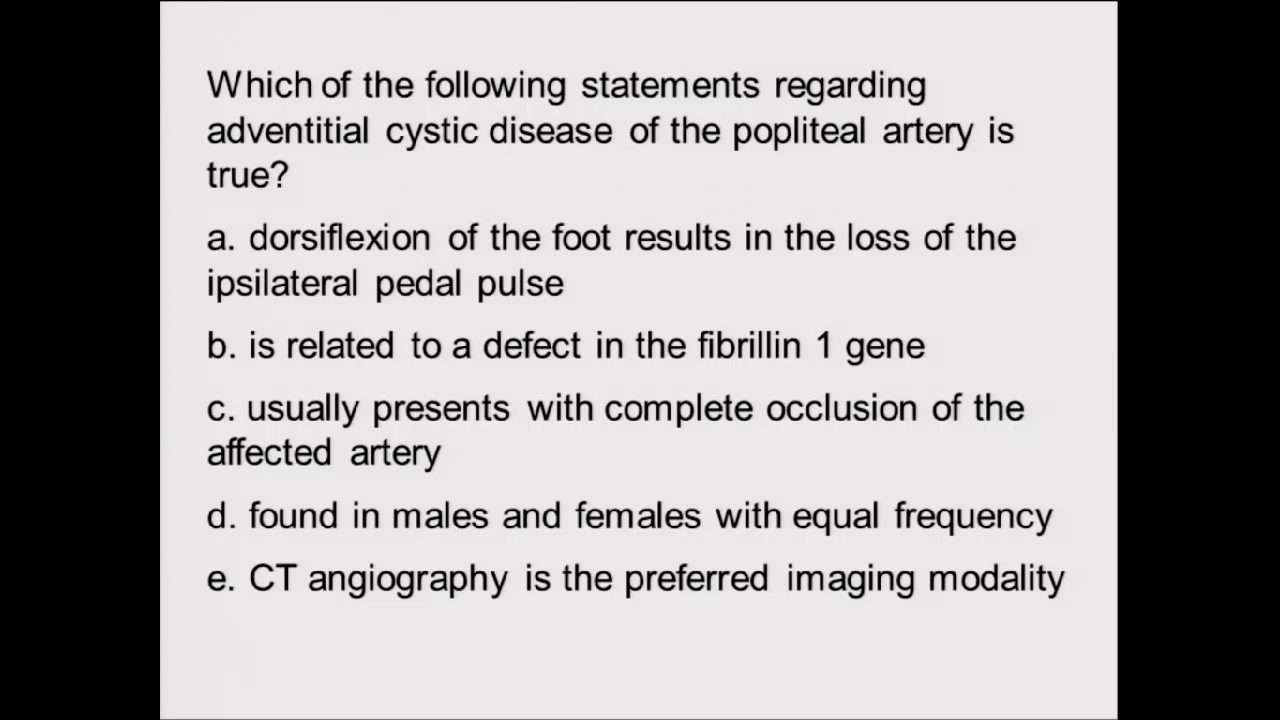 Which of the following statements regarding
adventitial cystic disease of the popliteal artery is
true?
a. dorsiflexion of the foot results in the loss of the
ipsilateral pedal pulse
b. is related to a defect in the fibrillin 1 gene
c. usually presents with complete occlusion of the
affected artery
d. found in males and females with equal frequency
e. CT angiography is the preferred imaging modality